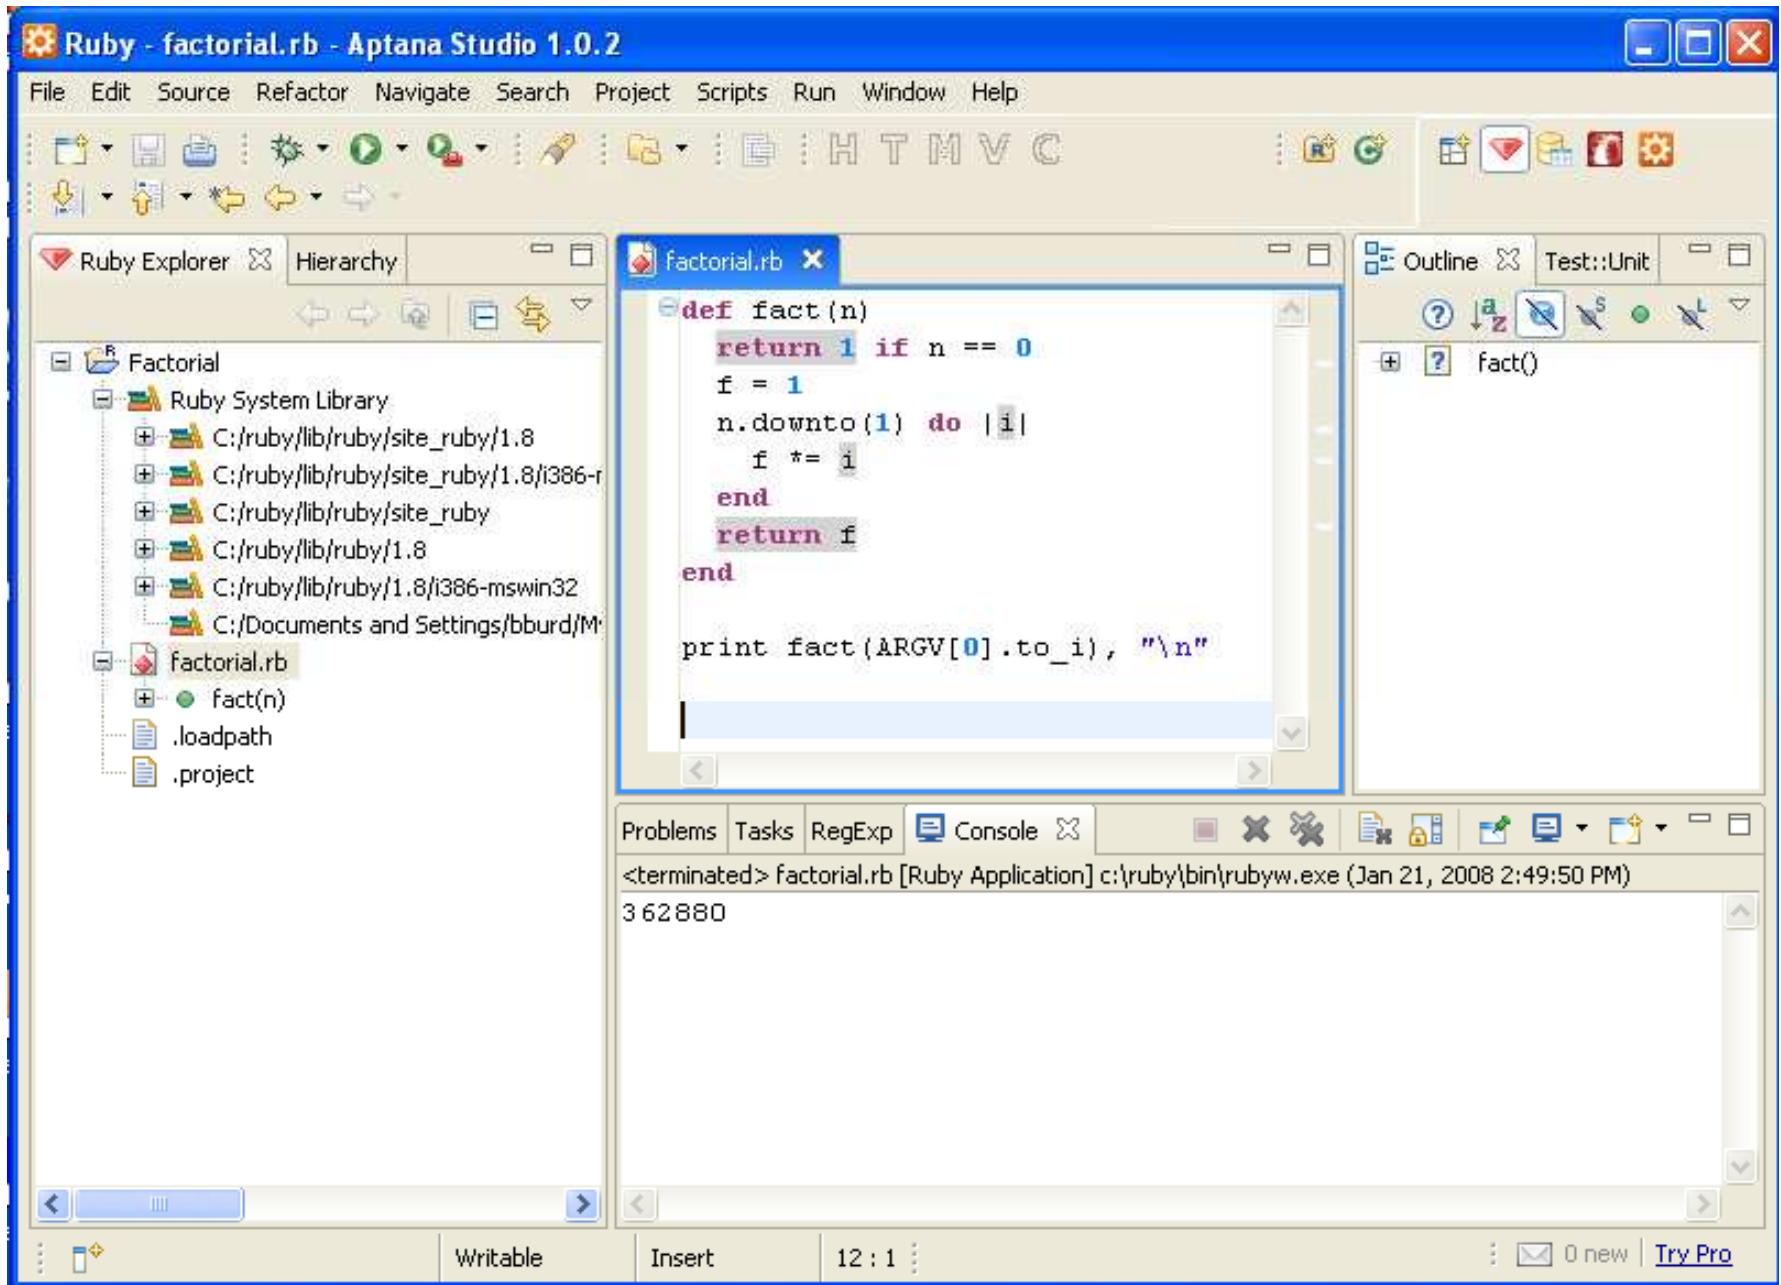 Ruby - factorial.rb - Aptana Studio 1.0.2
File Edit Source Refactor Navigate Search Project Scripts Run Window Help
H T M V C
Ruby Explorer Hierarchy
Factorial
Ruby System Library
C:/ruby/lib/ruby/site_ruby/1.8
C:/ruby/lib/ruby/site_ruby/1.8/i386-r
C:/ruby/lib/ruby/site_ruby
C:/ruby/lib/ruby/1.8
C:/ruby/lib/ruby/1.8/i386-mswin32
C:/Documents and Settings/bburd/M
factorial.rb
fact(n)
.loadpath
.project
factorial.rb
def fact(n)
  return 1 if n == 0
  f = 1
  n.downto(1) do |i|
    f *= i
  end
  return f
end
print fact(ARGV[0].to_i), "\n"
Outline Test::Unit
fact()
Problems Tasks RegExp Console
<terminated> factorial.rb [Ruby Application] c:\ruby\bin\rubyw.exe (Jan 21, 2008 2:49:50 PM)
362880
Writable Insert 12 : 1 0 new Try Pro